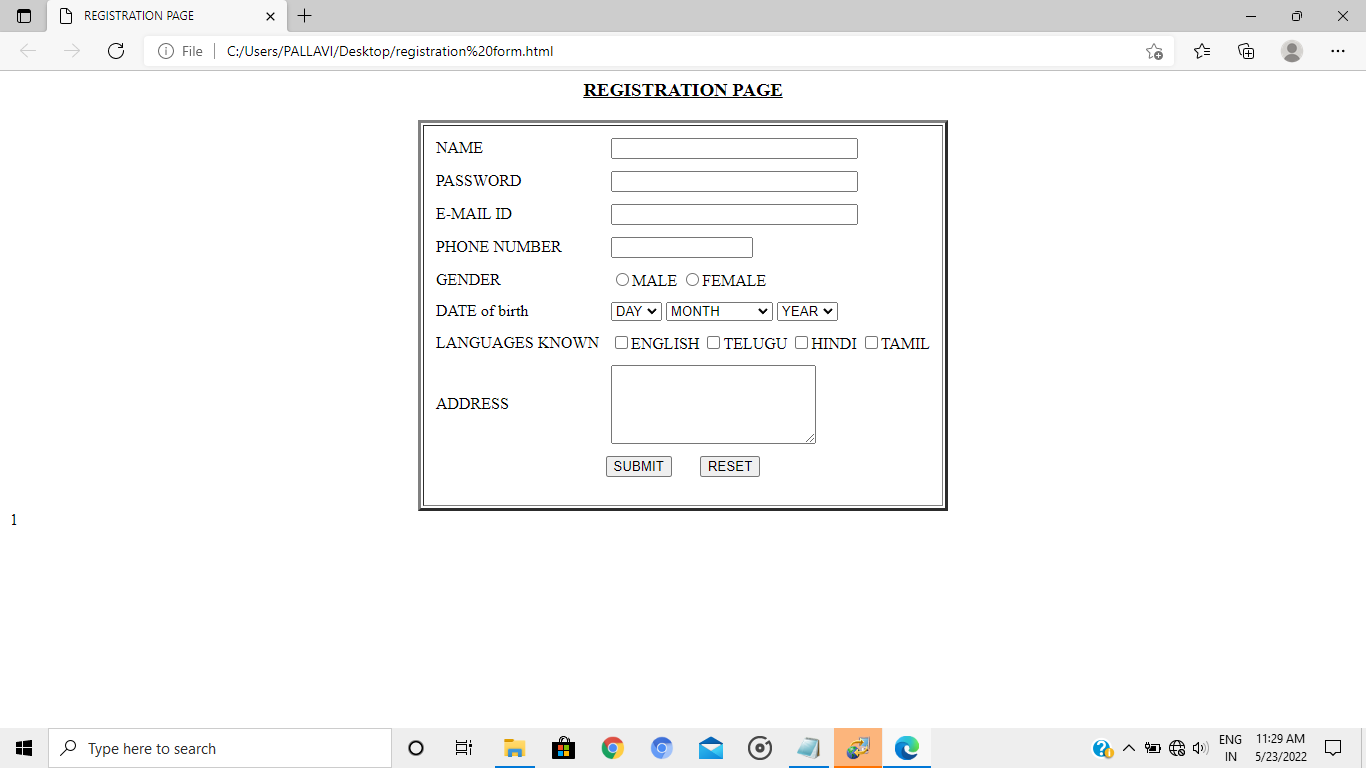 REGISTRATION PAGE
File C:/Users/PALLAVI/Desktop/registration%20form.html
REGISTRATION PAGE
NAME
PASSWORD
E-MAIL ID
PHONE NUMBER
GENDER MALE FEMALE
DATE of birth DAY MONTH YEAR
LANGUAGES KNOWN ENGLISH TELUGU HINDI TAMIL
ADDRESS
SUBMIT RESET
1
Type here to search
ENG 11:29 AM
IN 5/23/2022